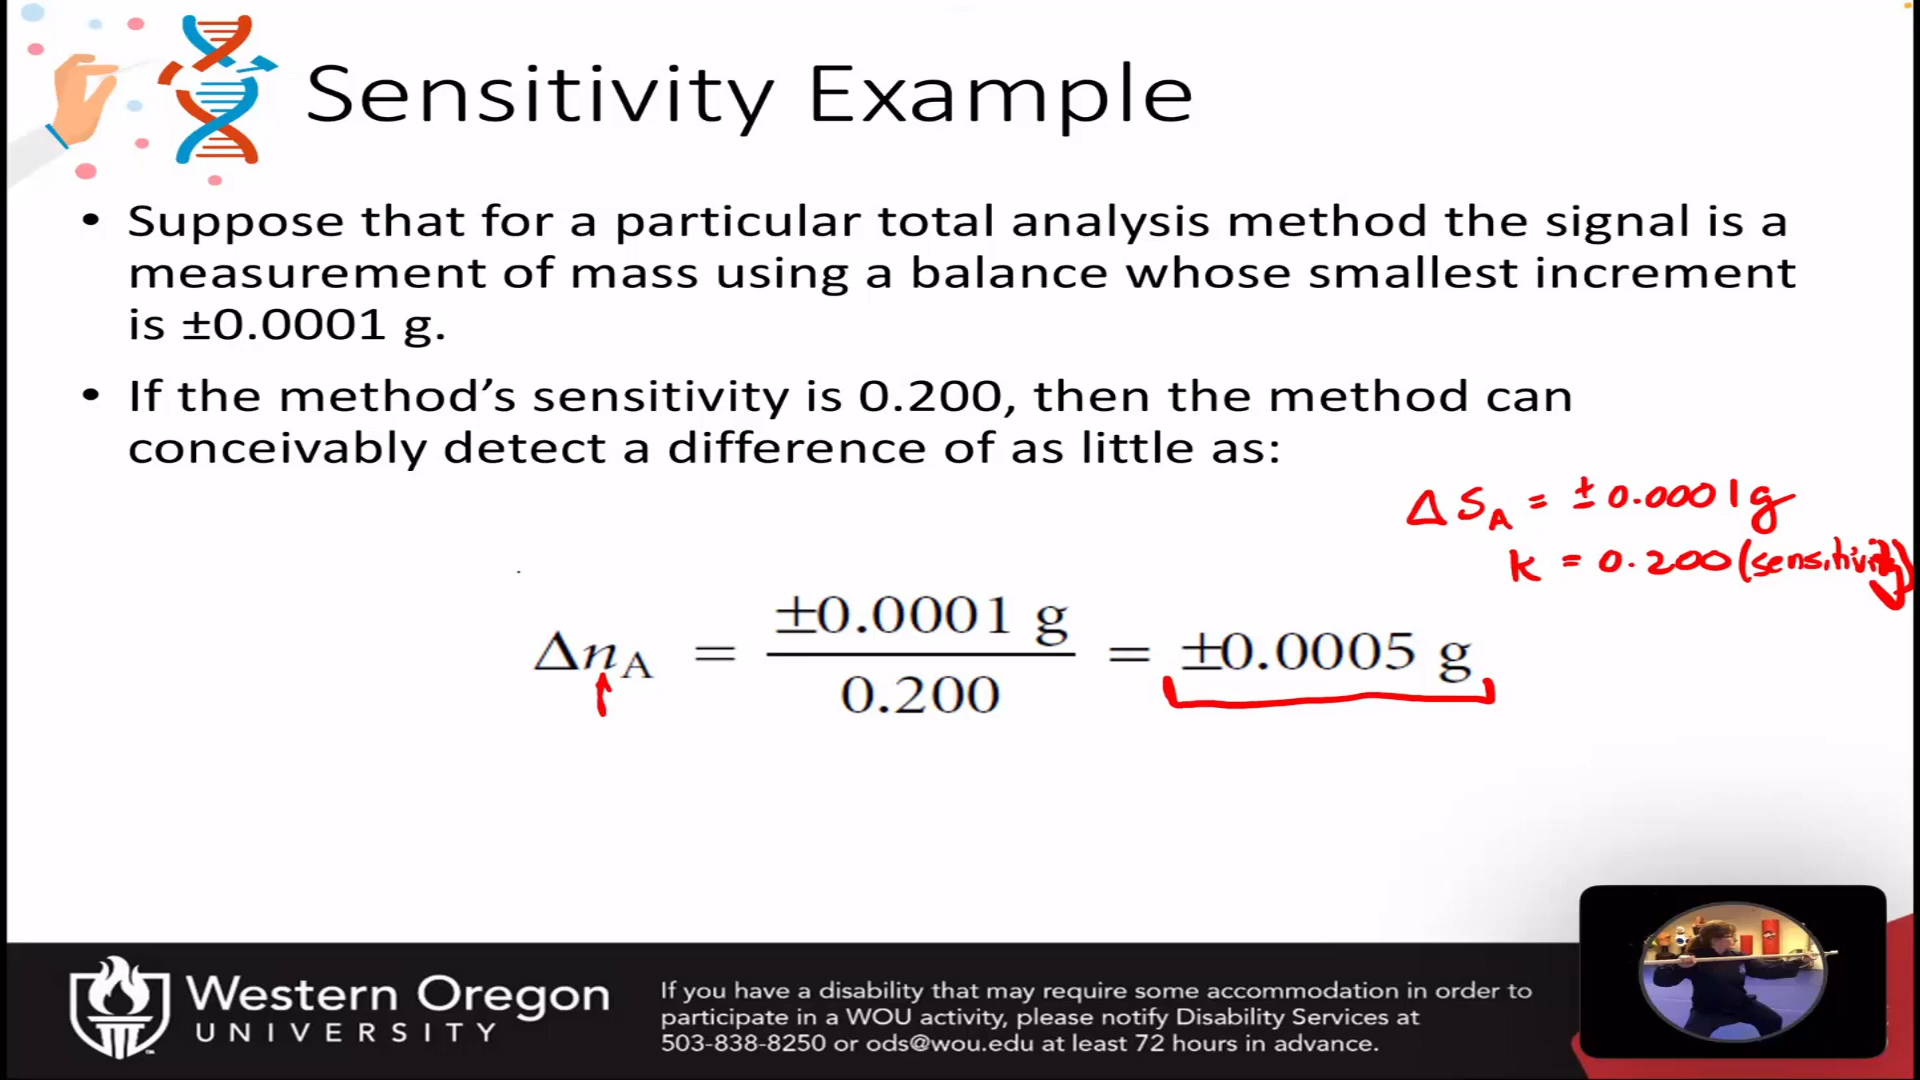 Sensitivity Example
• Suppose that for a particular total analysis method the signal is a
measurement of mass using a balance whose smallest increment
is ±0.0001 g.
• If the method’s sensitivity is 0.200, then the method can
conceivably detect a difference of as little as:
Δ S_A = ± 0.0001 g
k = 0.200 (sensitivity)
Δn_A = ±0.0001 g / 0.200 = ±0.0005 g
Western Oregon
UNIVERSITY
If you have a disability that may require some accommodation in order to
participate in a WOU activity, please notify Disability Services at
503-838-8250 or ods@wou.edu at least 72 hours in advance.